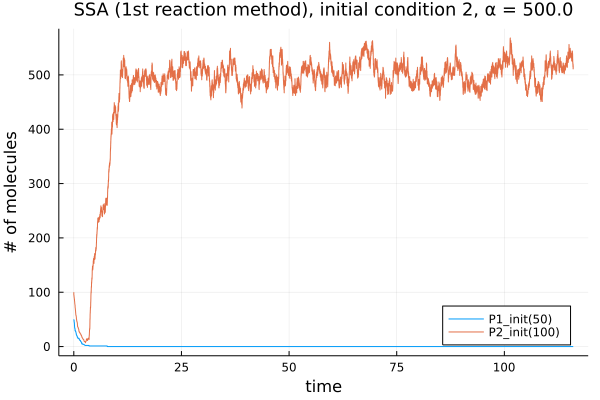 SSA (1st reaction method), initial condition 2, α = 500.0
# of molecules
500
400
300
200
100
0
0 25 50 75 100
time
P1_init(50)
P2_init(100)